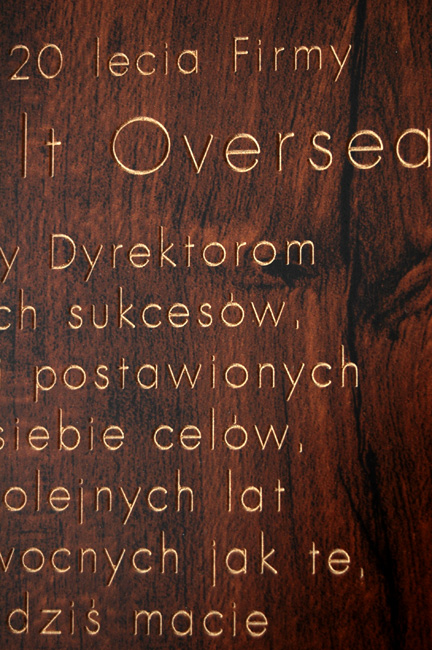 20 lecia Firmy
lt Oversea
y Dyrektorom
ch sukcesów,
i postawionych
siebie celów,
olejnych lat
wocnych jak te,
dziś macie